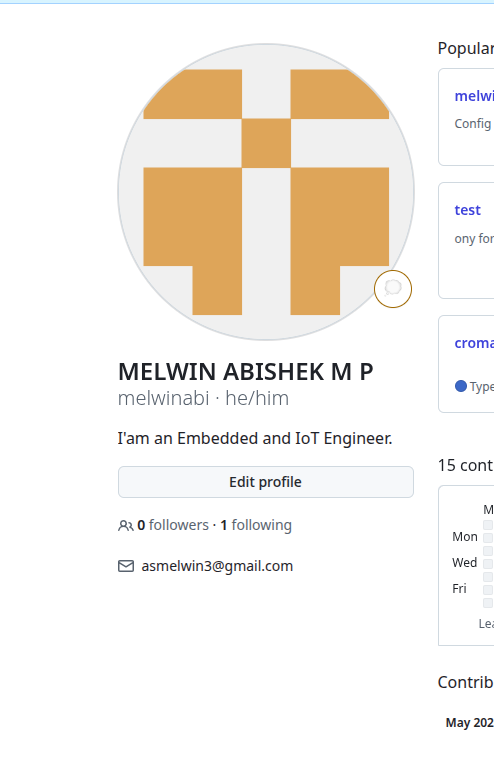 MELWIN ABISHEK M P
melwinabi · he/him
I'am an Embedded and IoT Engineer.
Edit profile
0 followers · 1 following
asmelwin3@gmail.com
Popular
melwi
Config
test
ony for
croma
Type
15 cont
M
Mon
Wed
Fri
Lea
Contrib
May 202